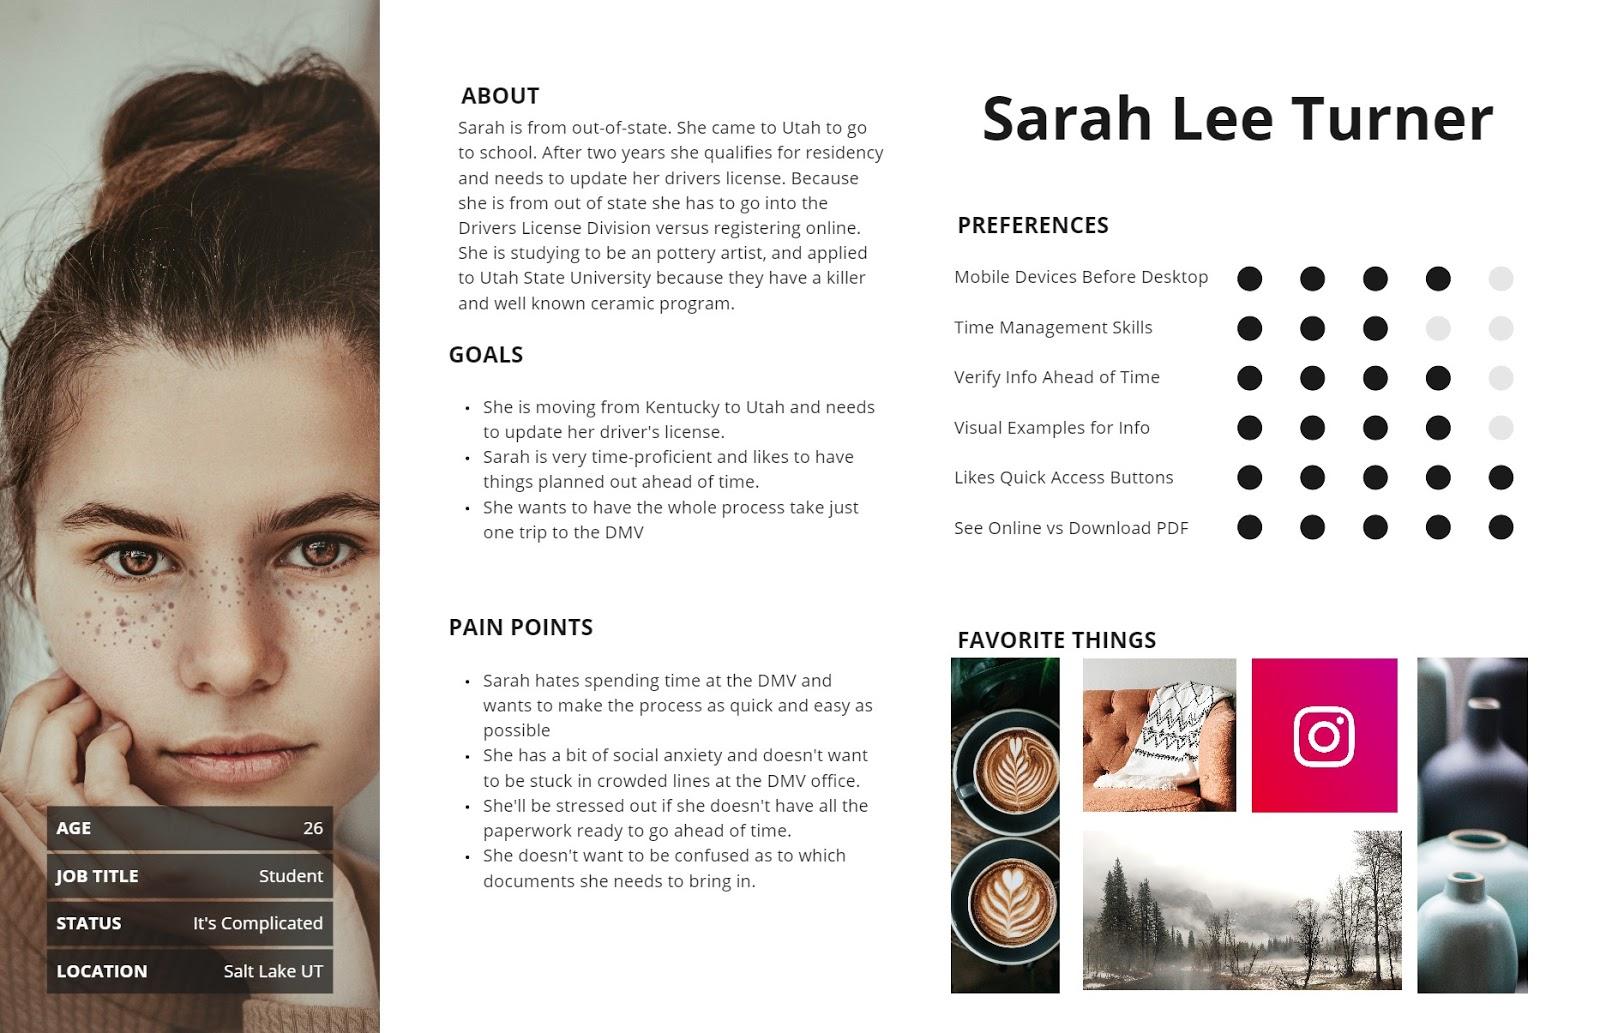 Sarah Lee Turner
ABOUT
Sarah is from out-of-state. She came to Utah to go
to school. After two years she qualifies for residency
and needs to update her drivers license. Because
she is from out of state she has to go into the
Drivers License Division versus registering online.
She is studying to be an pottery artist, and applied
to Utah State University because they have a killer
and well known ceramic program.
GOALS
• She is moving from Kentucky to Utah and needs
to update her driver's license.
• Sarah is very time-proficient and likes to have
things planned out ahead of time.
• She wants to have the whole process take just
one trip to the DMV
PAIN POINTS
• Sarah hates spending time at the DMV and
wants to make the process as quick and easy as
possible
• She has a bit of social anxiety and doesn't want
to be stuck in crowded lines at the DMV office.
• She'll be stressed out if she doesn't have all the
paperwork ready to go ahead of time.
• She doesn't want to be confused as to which
documents she needs to bring in.
PREFERENCES
Mobile Devices Before Desktop
Time Management Skills
Verify Info Ahead of Time
Visual Examples for Info
Likes Quick Access Buttons
See Online vs Download PDF
FAVORITE THINGS
AGE 26
JOB TITLE Student
STATUS It's Complicated
LOCATION Salt Lake UT